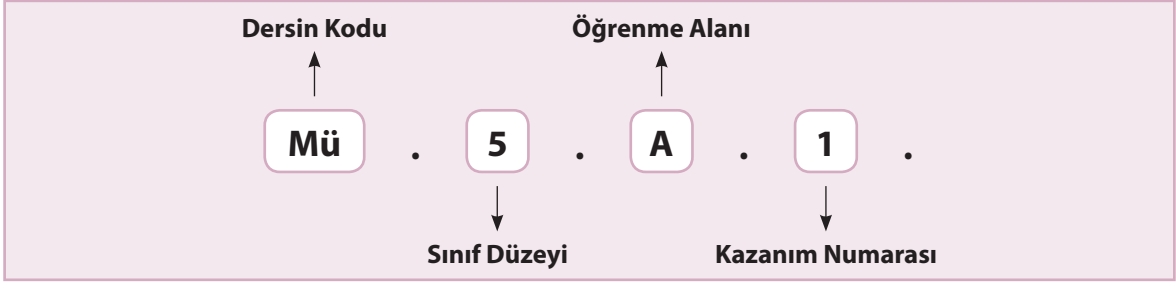 Dersin Kodu Öğrenme Alanı
Mü . 5 . A . 1 .
Sınıf Düzeyi Kazanım Numarası